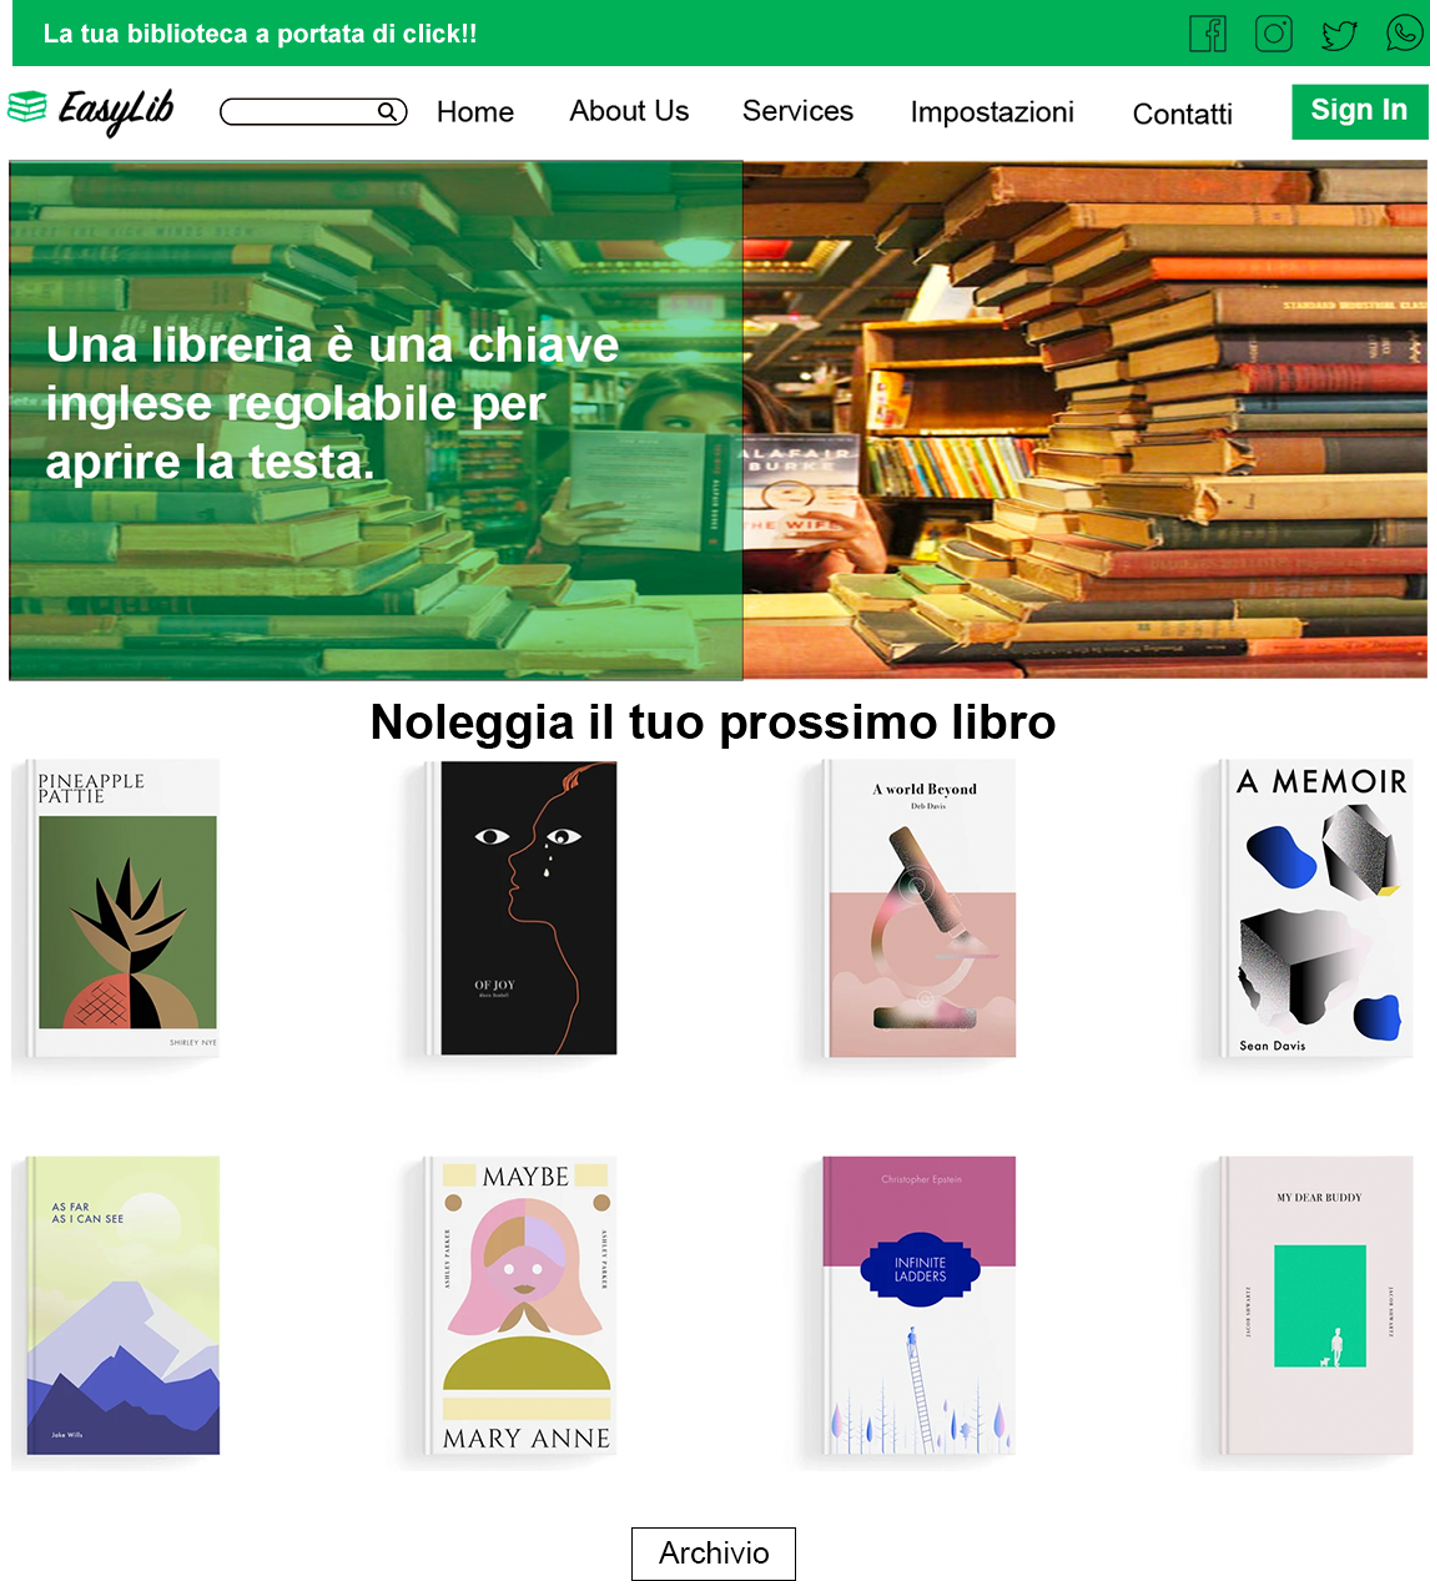 La tua biblioteca a portata di click!!
EasyLib
Home
About Us
Services
Impostazioni
Contatti
Sign In
STANDARD INDUSTRIAL
Una libreria è una chiave
inglese regolabile per
aprire la testa.
ALAFAIR
BURKE
THE WIFE
Noleggia il tuo prossimo libro
PINEAPPLE
PATTIE
SHIRLEY NYE
OF JOY
A world Beyond
Deb Davis
A MEMOIR
Sean Davis
AS FAR
AS I CAN SEE
Jake Wills
MAYBE
ASHLEY PARKER
ASHLEY PARKER
MARY ANNE
Christopher Epstein
INFINITE
LADDERS
MY DEAR BUDDY
JACOB SHWARTZ
JACOB SHWARTZ
Archivio